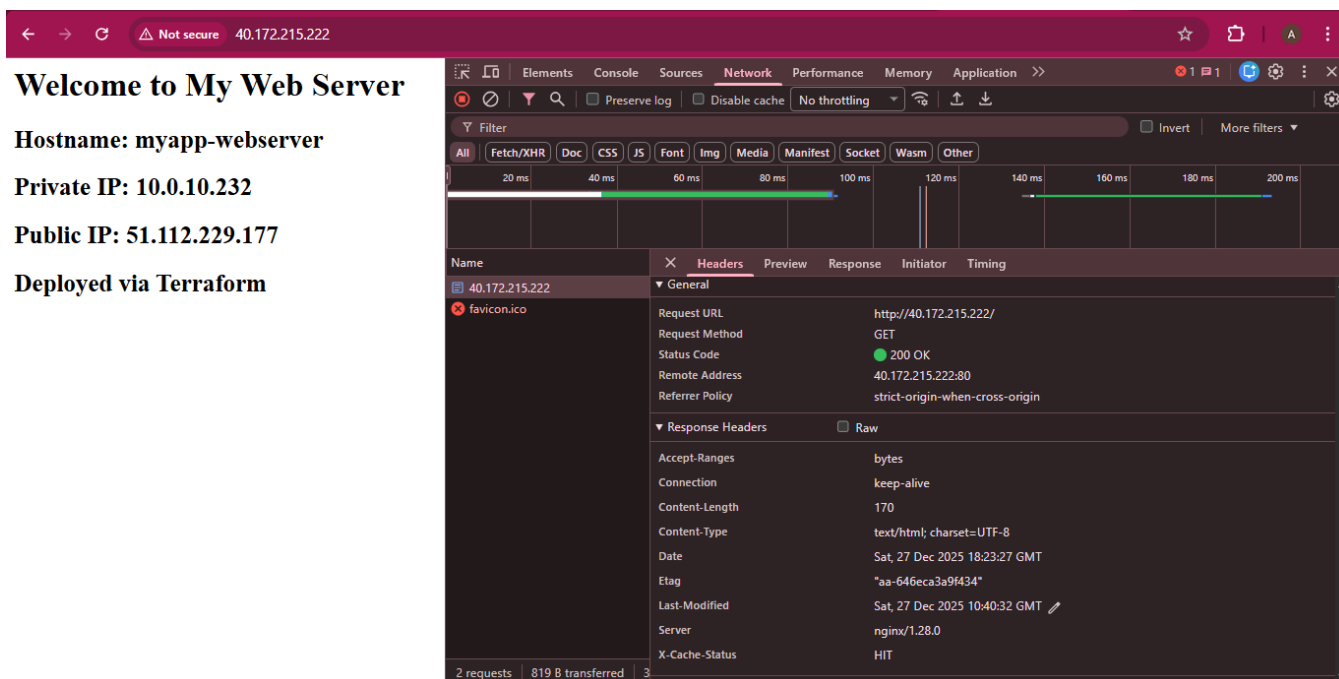 Not secure 40.172.215.222 A
Welcome to My Web Server
Hostname: myapp-webserver
Private IP: 10.0.10.232
Public IP: 51.112.229.177
Deployed via Terraform
Elements Console Sources Network Performance Memory Application 1 1
Preserve log Disable cache No throttling
Filter Invert More filters
All Fetch/XHR Doc CSS JS Font Img Media Manifest Socket Wasm Other
20 ms 40 ms 60 ms 80 ms 100 ms 120 ms 140 ms 160 ms 180 ms 200 ms
Name
40.172.215.222
favicon.ico
2 requests 819 B transferred 3
Headers Preview Response Initiator Timing
General
Request URL http://40.172.215.222/
Request Method GET
Status Code 200 OK
Remote Address 40.172.215.222:80
Referrer Policy strict-origin-when-cross-origin
Response Headers Raw
Accept-Ranges bytes
Connection keep-alive
Content-Length 170
Content-Type text/html; charset=UTF-8
Date Sat, 27 Dec 2025 18:23:27 GMT
Etag "aa-646eca3a9f434"
Last-Modified Sat, 27 Dec 2025 10:40:32 GMT
Server nginx/1.28.0
X-Cache-Status HIT